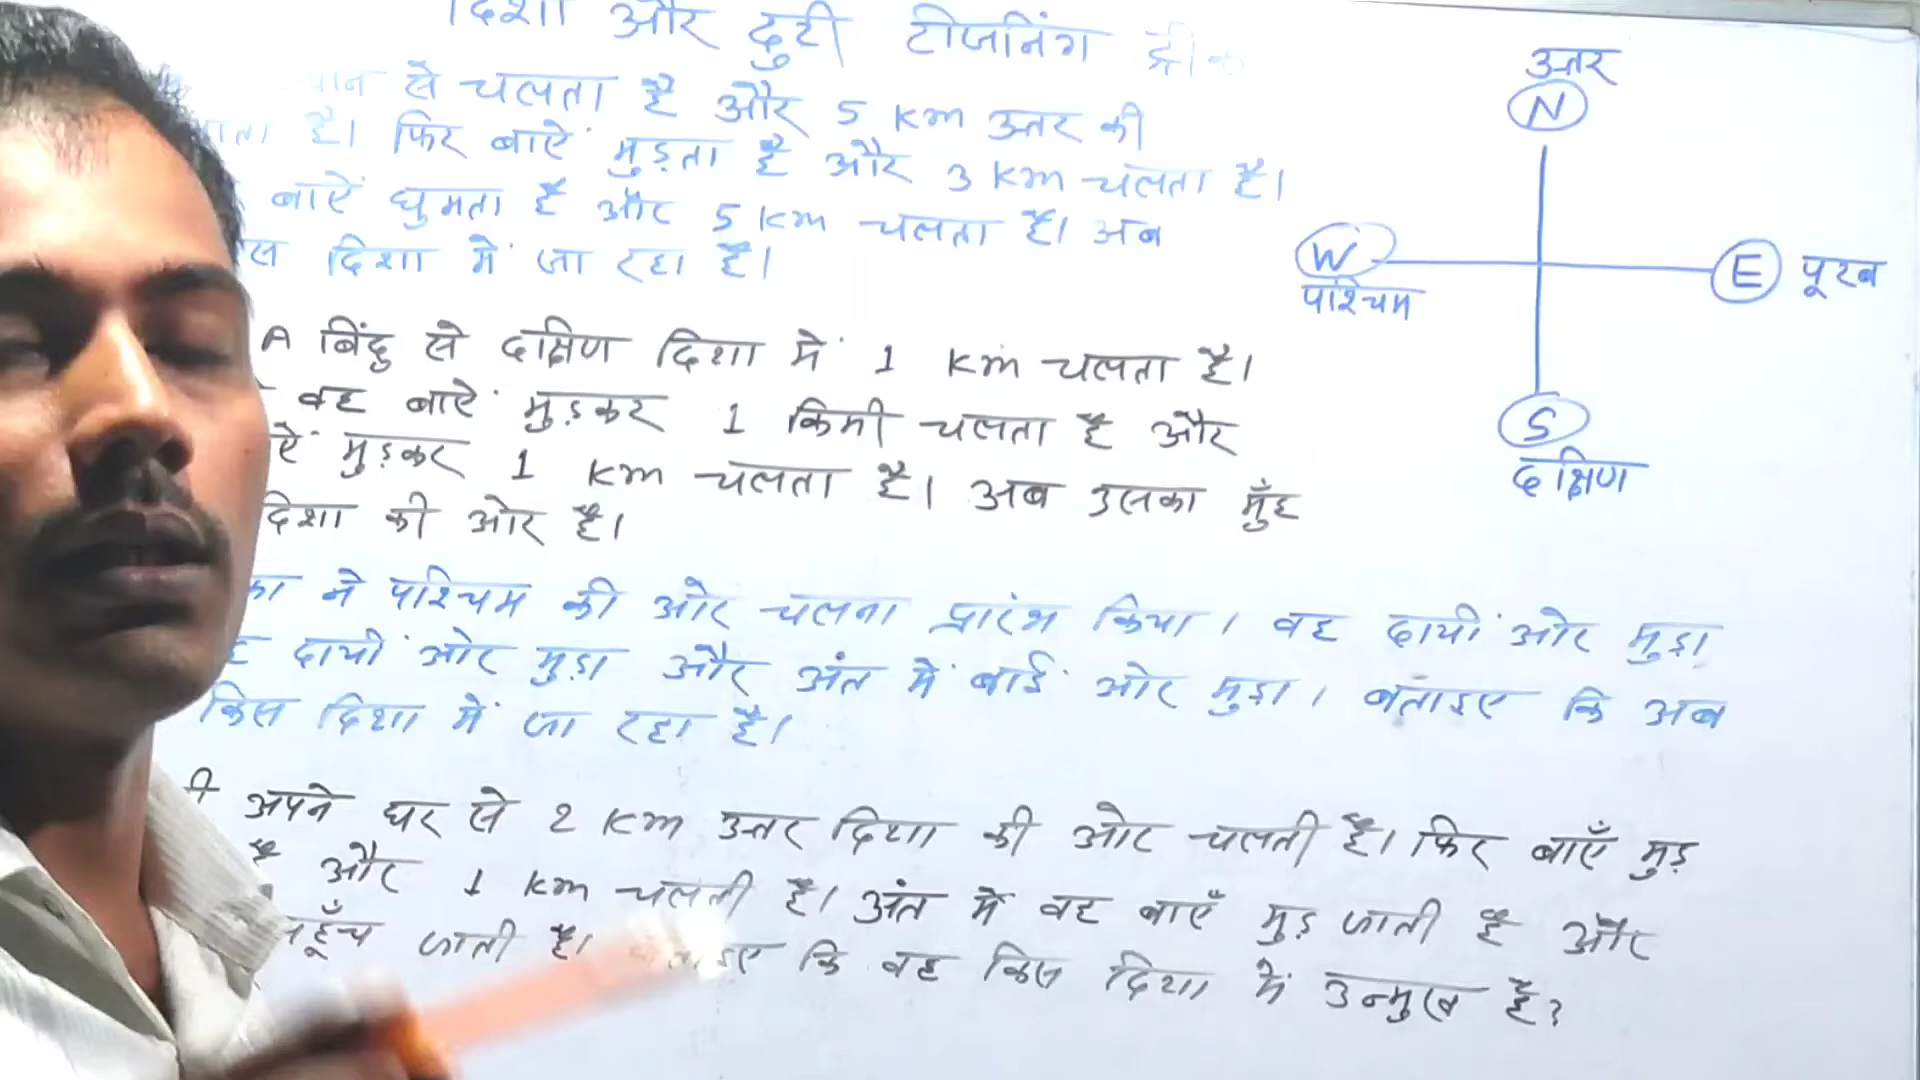 दिशा और दुरी रीजनिंग ट्रीक
से चलता है और 5 km उत्तर की
है। फिर बाऐं मुड़ता है और 3 km चलता है।
बाऐं घुमता है और 5 km चलता है। अब
दिशा में जा रहा है।
A बिंदु से दक्षिण दिशा में 1 km चलता है।
वह बाऐं मुड़कर 1 किमी चलता है और
मुड़कर 1 km चलता है। अब उसका मुँह
दिशा की ओर है।
ने पश्चिम की ओर चलना प्रारंभ किया। वह दायीं ओर मुड़ा
दायीं ओर मुड़ा और अंत में बाईं ओर मुड़ा। बताइए कि अब
किस दिशा में जा रहा है।
अपने घर से 2 km उत्तर दिशा की ओर चलती है। फिर बाएँ मुड़
है और 1 km चलती है। अंत में वह बाएँ मुड़ जाती है और
जाती है। कि वह किस दिशा में उन्मुख है?
उत्तर
N
W
पश्चिम
E पूरब
S
दक्षिण